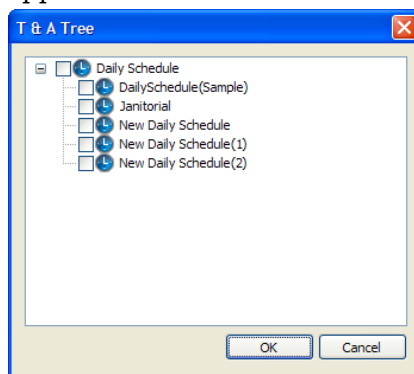 T & A Tree
Daily Schedule
DailySchedule(Sample)
Janitorial
New Daily Schedule
New Daily Schedule(1)
New Daily Schedule(2)
OK Cancel